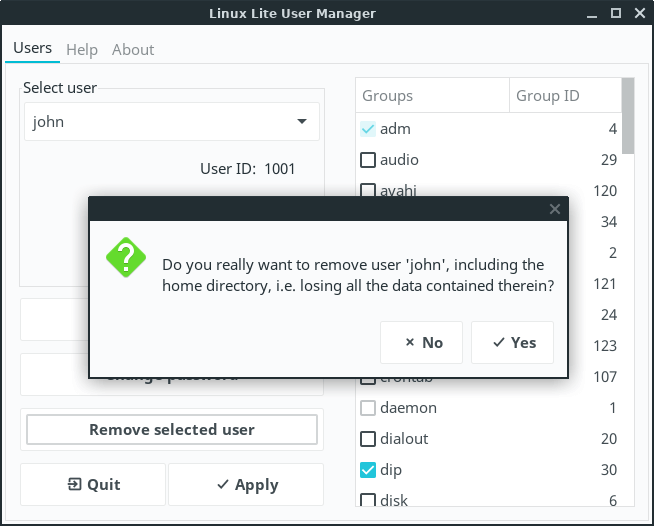 Linux Lite User Manager
Users Help About
Select user
john
User ID: 1001
Groups Group ID
adm 4
audio 29
avahi 120
34
2
121
24
123
crontab 107
daemon 1
dialout 20
dip 30
disk 6
Do you really want to remove user 'john', including the
home directory, i.e. losing all the data contained therein?
No Yes
Change password
Remove selected user
Quit Apply